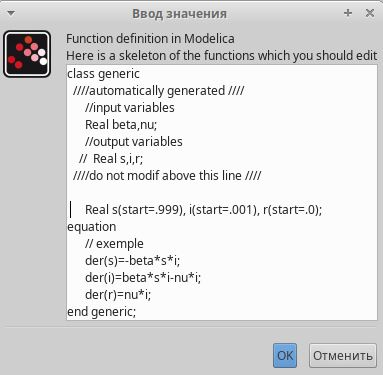 Ввод значения
Function definition in Modelica
Here is a skeleton of the functions which you should edit
class generic
////automatically generated ////
//input variables
Real beta,nu;
//output variables
// Real s,i,r;
////do not modif above this line ////
Real s(start=.999), i(start=.001), r(start=.0);
equation
// exemple
der(s)=-beta*s*i;
der(i)=beta*s*i-nu*i;
der(r)=nu*i;
end generic;
OK
Отменить